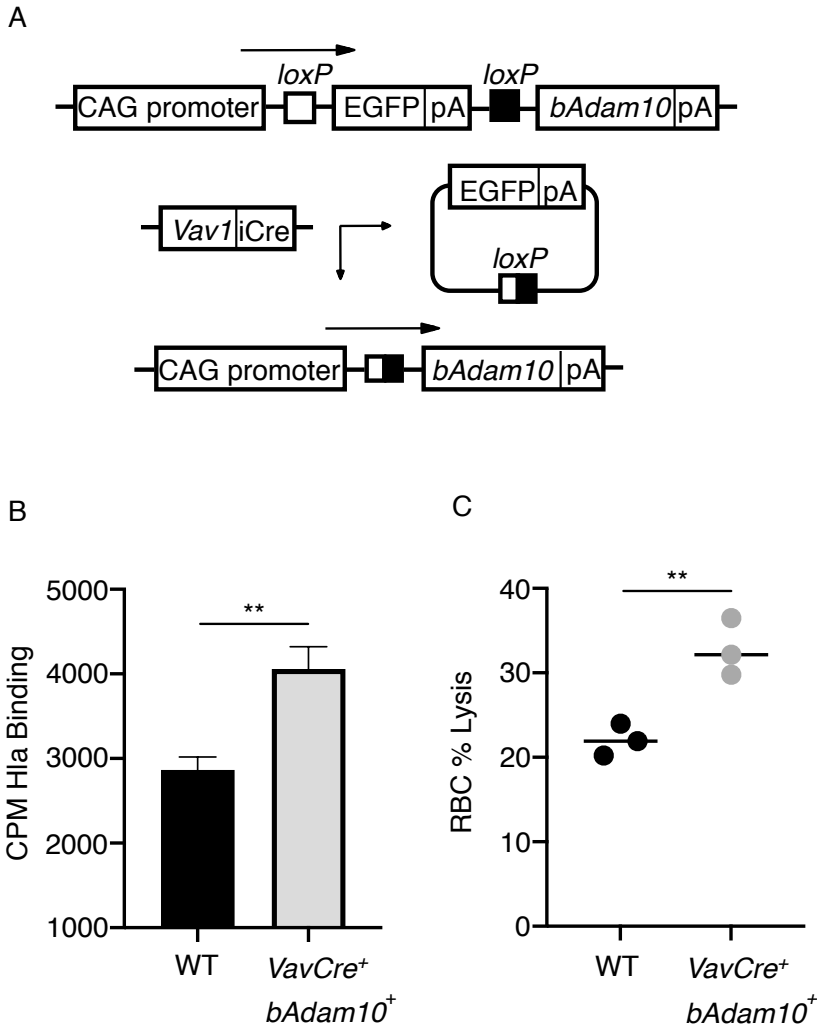 A
loxP loxP
CAG promoter EGFP pA bAdam10 pA
EGFP pA
Vav1 iCre
loxP
CAG promoter bAdam10 pA
B
5000
4000
3000
2000
1000
CPM Hla Binding
**
WT VavCre+
bAdam10+
C
40
30
20
10
0
RBC % Lysis
**
WT VavCre+
bAdam10+